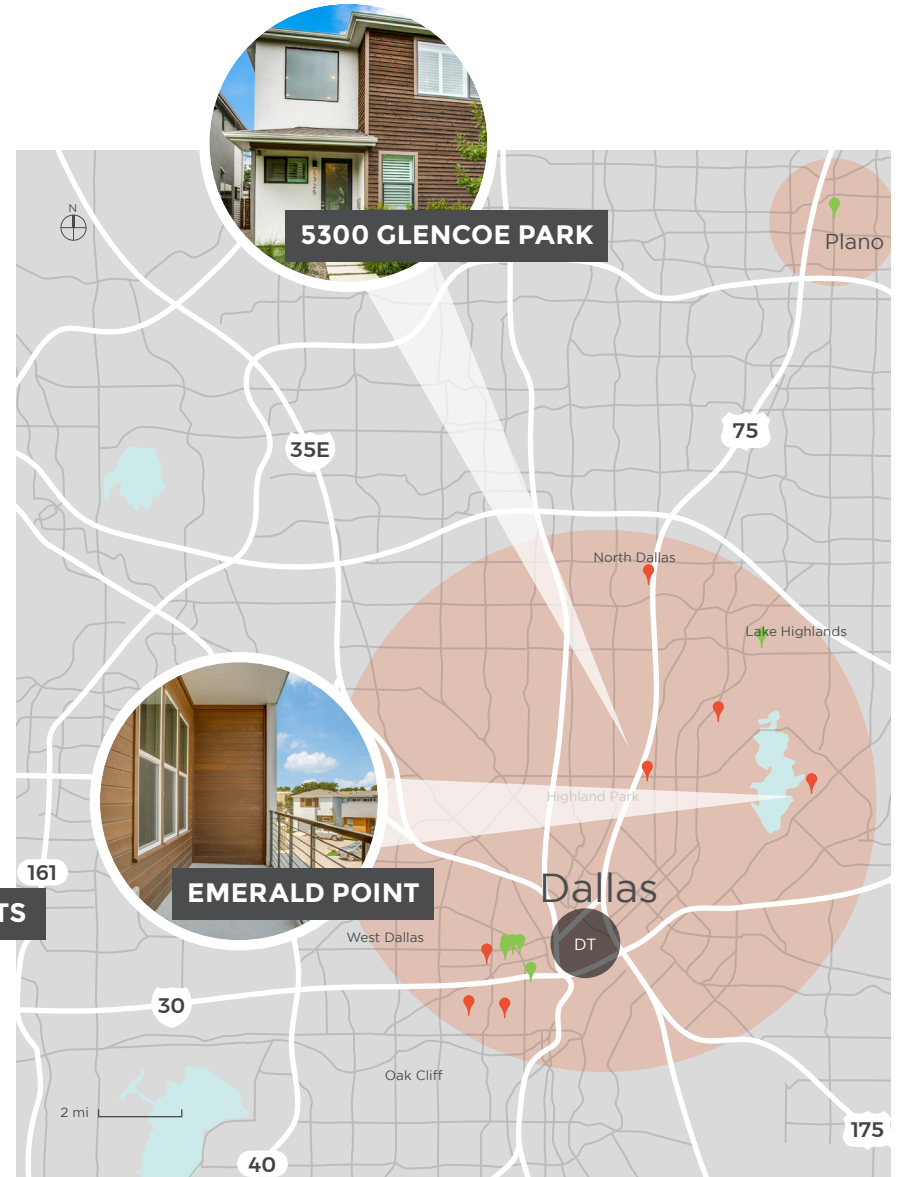 5325
5300 GLENCOE PARK
N
Plano
75
35E
North Dallas
Lake Highlands
Highland Park
161
EMERALD POINT
TS
Dallas
West Dallas
DT
30
Oak Cliff
2 mi
175
40